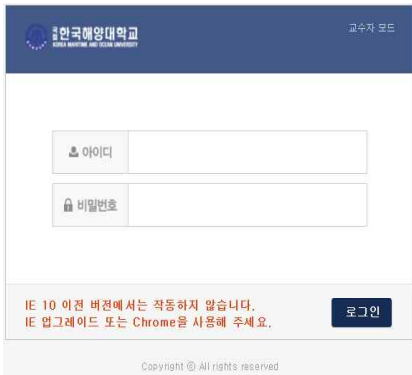 국립 한국해양대학교
KOREA MARITIME AND OCEAN UNIVERSITY
교수자 모드
아이디
비밀번호
IE 10 이전 버전에서는 작동하지 않습니다.
IE 업그레이드 또는 Chrome을 사용해 주세요.
로그인
Copyright © All rights reserved